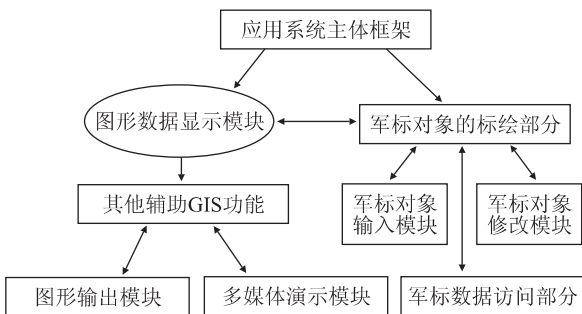 应用系统主体框架
图形数据显示模块
军标对象的标绘部分
其他辅助GIS功能
军标对象
输入模块
军标对象
修改模块
图形输出模块
多媒体演示模块
军标数据访问部分